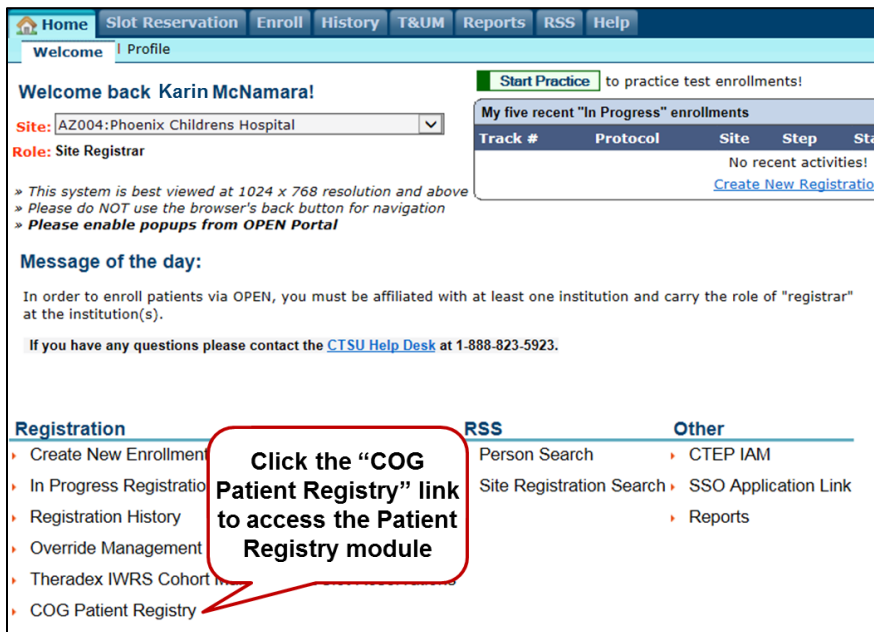 Home Slot Reservation Enroll History T&UM Reports RSS Help
Welcome | Profile
Welcome back Karin McNamara!
Site: AZ004:Phoenix Childrens Hospital
Role: Site Registrar
» This system is best viewed at 1024 x 768 resolution and above
» Please do NOT use the browser's back button for navigation
» Please enable popups from OPEN Portal
Start Practice to practice test enrollments!
My five recent "In Progress" enrollments
Track # Protocol Site Step
No recent activities!
Create New
Message of the day:
In order to enroll patients via OPEN, you must be affiliated with at least one institution and carry the role of "registrar"
at the institution(s).
If you have any questions please contact the CTSU Help Desk at 1-888-823-5923.
Registration
Create New Enrollment
In Progress
Registration History
Override Management
Theradex IWRS Cohort
COG Patient Registry
Click the “COG
Patient Registry” link
to access the Patient
Registry module
RSS
Person Search
Site Registration Search
Other
CTEP IAM
SSO Application Link
Reports